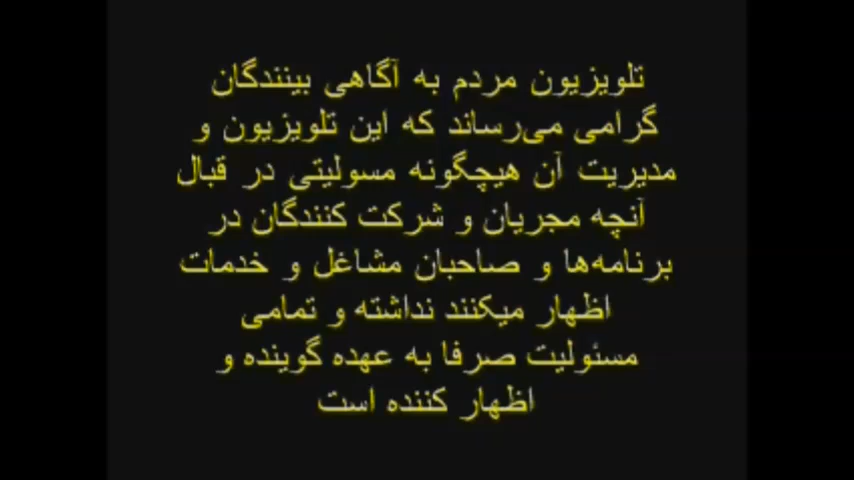 تلویزیون مردم به آگاهی بینندگان
گرامی می‌رساند که این تلویزیون و
مدیریت آن هیچگونه مسولیتی در قبال
آنچه مجریان و شرکت کنندگان در
برنامه‌ها و صاحبان مشاغل و خدمات
اظهار میکنند نداشته و تمامی
مسئولیت صرفا به عهده گوینده و
اظهار کننده است